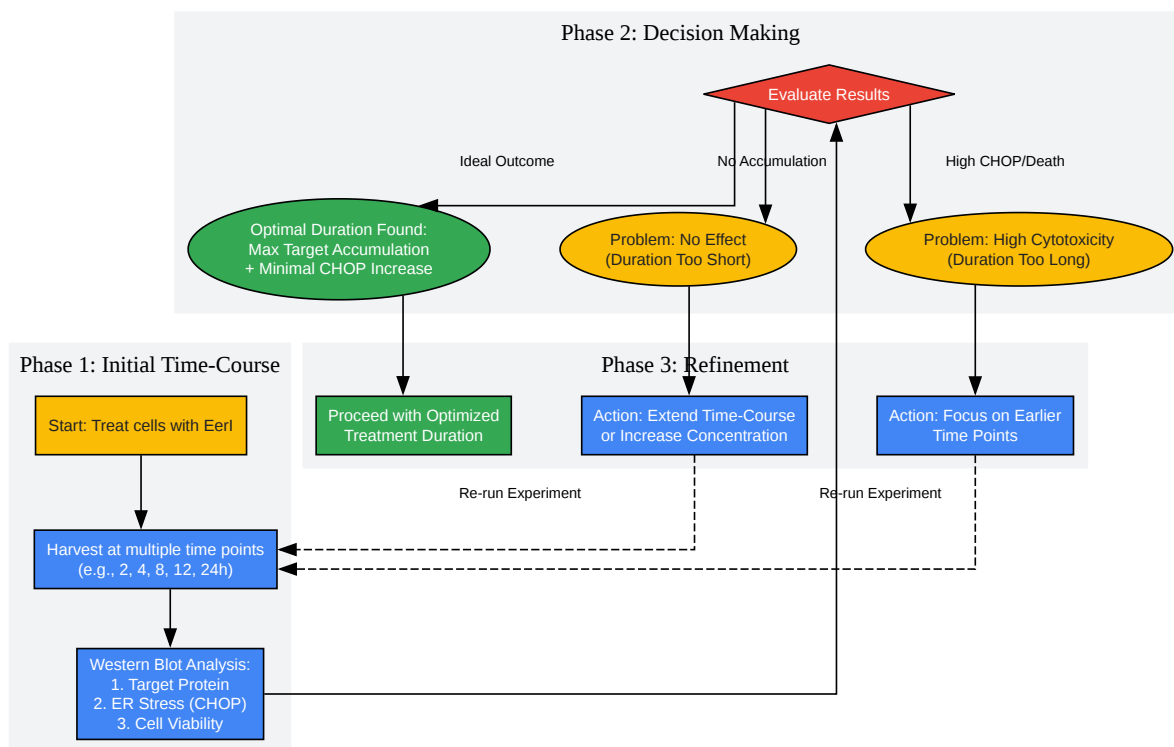 Phase 2: Decision Making
Evaluate Results
Ideal Outcome
No Accumulation
High CHOP/Death
Optimal Duration Found:
Max Target Accumulation
+ Minimal CHOP Increase
Problem: No Effect
(Duration Too Short)
Problem: High Cytotoxicity
(Duration Too Long)
Phase 1: Initial Time-Course
Start: Treat cells with EerI
Harvest at multiple time points
(e.g., 2, 4, 8, 12, 24h)
Western Blot Analysis:
1. Target Protein
2. ER Stress (CHOP)
3. Cell Viability
Phase 3: Refinement
Proceed with Optimized
Treatment Duration
Action: Extend Time-Course
or Increase Concentration
Action: Focus on Earlier
Time Points
Re-run Experiment
Re-run Experiment